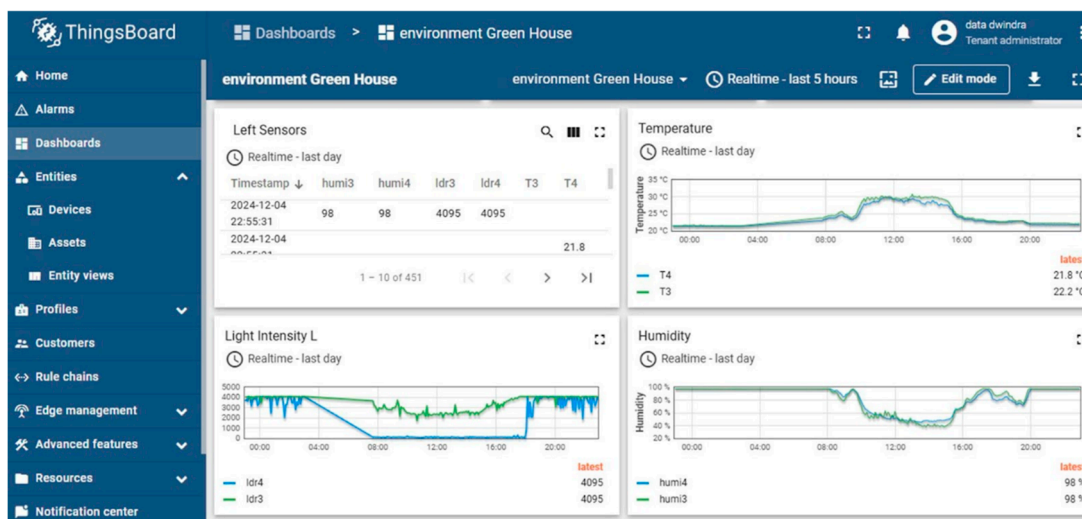 ThingsBoard
Dashboards > environment Green House
data dwindra
Tenant administrator
Home
Alarms
Dashboards
Entities
Devices
Assets
Entity views
Profiles
Customers
Rule chains
Edge management
Advanced features
Resources
Notification center
environment Green House
environment Green House
Realtime - last 5 hours
Edit mode
Left Sensors
Realtime - last day
Timestamp humi3 humi4 ldr3 ldr4 T3 T4
2024-12-04
22:55:31 98 98 4095 4095
2024-12-04
21.8
1 – 10 of 451
Temperature
Realtime - last day
Temperature
35 °C
30 °C
25 °C
20 °C
00:00 04:00 08:00 12:00 16:00 20:00
latest
T4 21.8 °C
T3 22.2 °C
Light Intensity L
Realtime - last day
5000
4000
3000
2000
1000
0
00:00 04:00 08:00 12:00 16:00 20:00
latest
ldr4 4095
ldr3 4095
Humidity
Realtime - last day
Humidity
100 %
80 %
60 %
40 %
20 %
00:00 04:00 08:00 12:00 16:00 20:00
latest
humi4 98 %
humi3 98 %